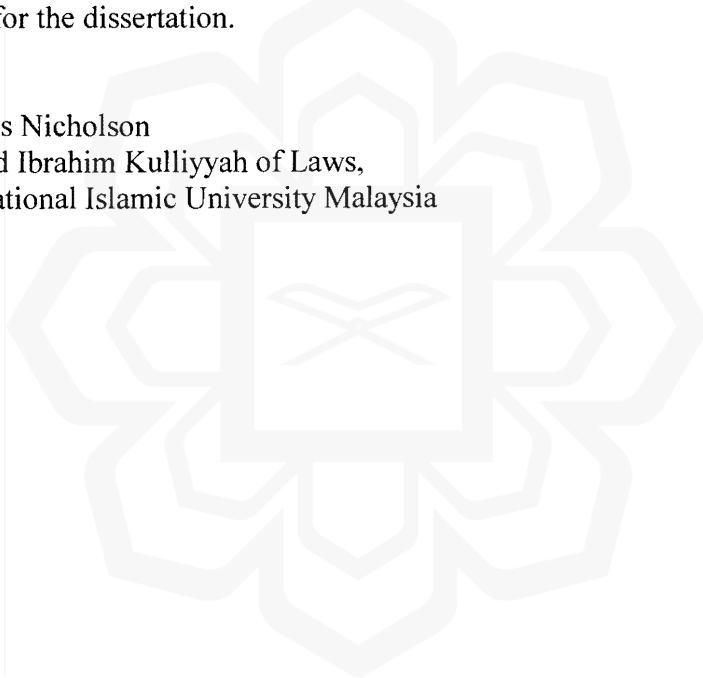 for the dissertation.
s Nicholson
d Ibrahim Kulliyyah of Laws,
ational Islamic University Malaysia